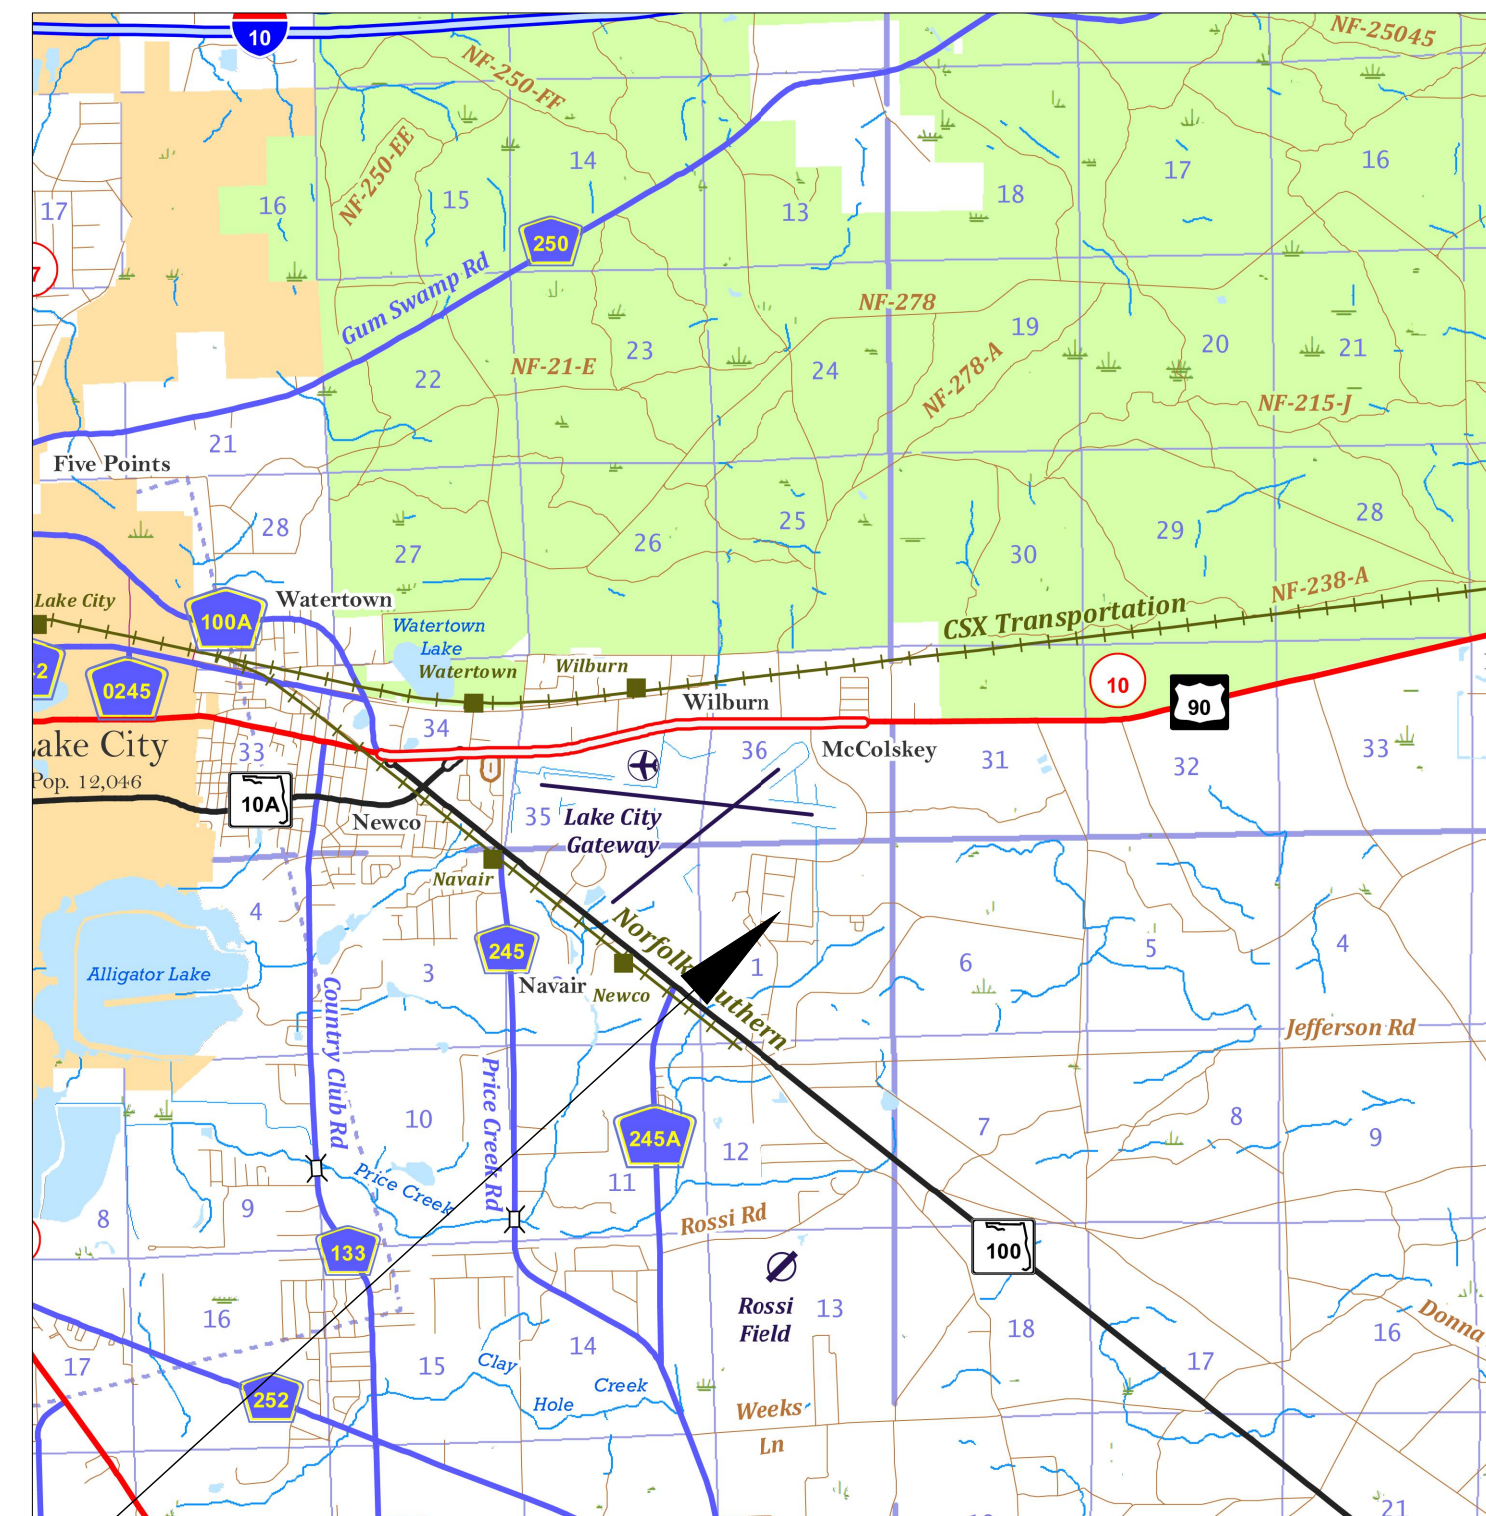 10
NF-250-FF
NF-25045
NF-250-EE
14
17
16
15
17
16
18
13
250
7
Gum Swamp Rd
NF-278
19
20
21
23
NF-21-E
24
22
NF-278-A
NF-215-J
21
Five Points
28
25
28
29
27
26
30
NF-238-A
Lake City
Watertown
100A
CSX Transportation
Watertown
Lake
Watertown
Wilburn
-2
0245
10
90
Wilburn
34
Lake City
33
36
McColskey
31
32
33
Pop. 12,046
10A
Newco
35
Lake City
Gateway
Navair
4
Norfolk Southern
245
5
4
Alligator Lake
3
1
6
Navair
Newco
Jefferson Rd
Country Club Rd
Price Creek Rd
10
245A
12
7
8
9
Price Creek
11
8
9
Rossi Rd
133
100
Rossi
Field
13
16
18
16
Donna
14
17
15
Clay
17
252
Hole
Creek
Weeks
Ln
21